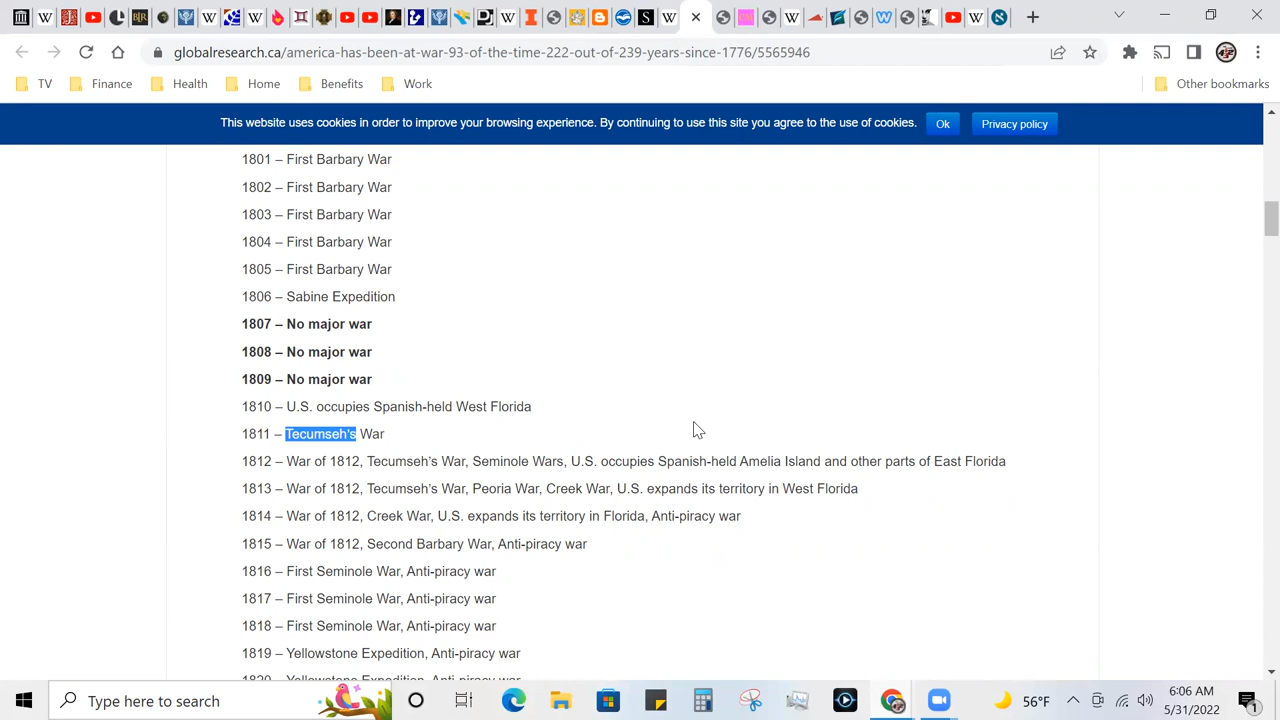 globalresearch.ca/america-has-been-at-war-93-of-the-time-222-out-of-239-years-since-1776/5565946
TV Finance Health Home Benefits Work Other bookmarks
This website uses cookies in order to improve your browsing experience. By continuing to use this site you agree to the use of cookies. Ok Privacy policy
1801 – First Barbary War
1802 – First Barbary War
1803 – First Barbary War
1804 – First Barbary War
1805 – First Barbary War
1806 – Sabine Expedition
1807 – No major war
1808 – No major war
1809 – No major war
1810 – U.S. occupies Spanish-held West Florida
1811 – Tecumseh's War
1812 – War of 1812, Tecumseh's War, Seminole Wars, U.S. occupies Spanish-held Amelia Island and other parts of East Florida
1813 – War of 1812, Tecumseh's War, Peoria War, Creek War, U.S. expands its territory in West Florida
1814 – War of 1812, Creek War, U.S. expands its territory in Florida, Anti-piracy war
1815 – War of 1812, Second Barbary War, Anti-piracy war
1816 – First Seminole War, Anti-piracy war
1817 – First Seminole War, Anti-piracy war
1818 – First Seminole War, Anti-piracy war
1819 – Yellowstone Expedition, Anti-piracy war
1820 – Yellowstone Expedition, Anti-piracy war
Type here to search 56°F 6:06 AM
5/31/2022